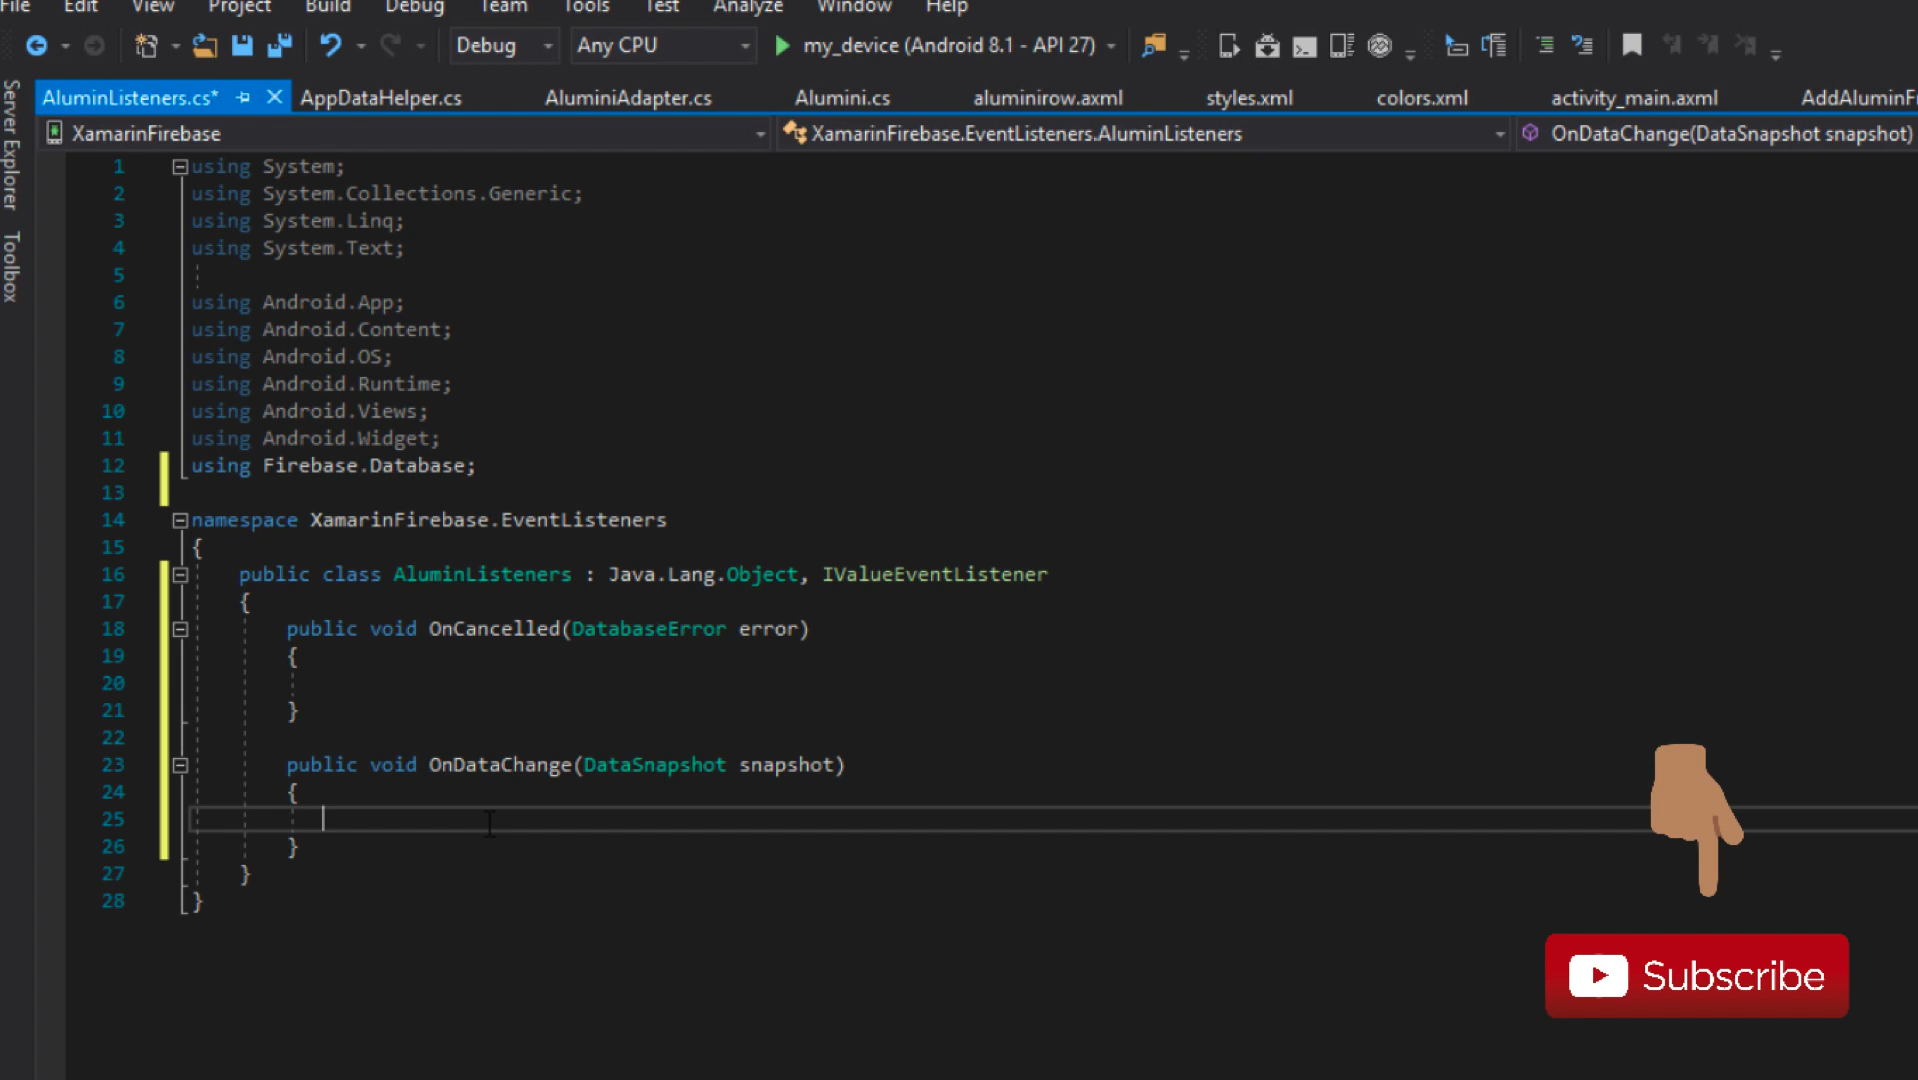 File Edit View Project Build Debug Team Tools Test Analyze Window Help
Debug Any CPU my_device (Android 8.1 - API 27)
Server Explorer
Toolbox
AluminListeners.cs* AppDataHelper.cs AluminiAdapter.cs Alumini.cs aluminirow.axml styles.xml colors.xml activity_main.axml AddAluminF
XamarinFirebase XamarinFirebase.EventListeners.AluminListeners OnDataChange(DataSnapshot snapshot)
1 using System;
2 using System.Collections.Generic;
3 using System.Linq;
4 using System.Text;
5
6 using Android.App;
7 using Android.Content;
8 using Android.OS;
9 using Android.Runtime;
10 using Android.Views;
11 using Android.Widget;
12 using Firebase.Database;
13
14 namespace XamarinFirebase.EventListeners
15 {
16 public class AluminListeners : Java.Lang.Object, IValueEventListener
17 {
18 public void OnCancelled(DatabaseError error)
19 {
20
21 }
22
23 public void OnDataChange(DataSnapshot snapshot)
24 {
25
26 }
27 }
28 }
Subscribe